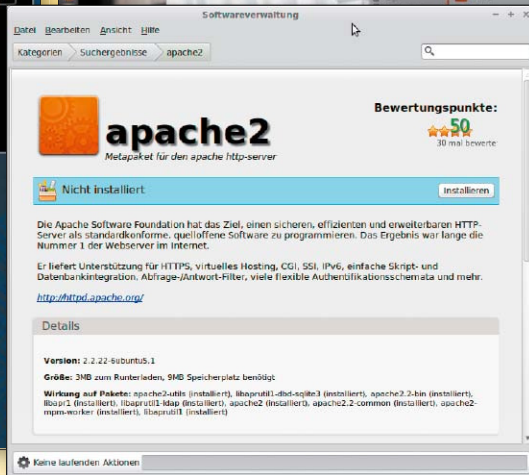 Softwareverwaltung
Datei Bearbeiten Ansicht Hilfe
Kategorien Suchergebnisse apache2
apache2
Metapaket für den apache http-server
Bewertungspunkte:
50
30 mal bewerte
Nicht installiert
Installieren
Die Apache Software Foundation hat das Ziel, einen sicheren, effizienten und erweiterbaren HTTP-
Server als standardkonforme, quelloffene Software zu programmieren. Das Ergebnis war lange die
Nummer 1 der Webserver im Internet.
Er liefert Unterstützung für HTTPS, virtuelles Hosting, CGI, SSI, IPv6, einfache Skript- und
Datenbankintegration, Abfrage-/Antwort-Filter, viele flexible Authentifikationsschemata und mehr.
http://httpd.apache.org/
Details
Version: 2.2.22-6ubuntu5.1
Größe: 3MB zum Runterladen, 9MB Speicherplatz benötigt
Wirkung auf Pakete: apache2-utils (installiert), libaprutil1-dbd-sqlite3 (installiert), apache2.2-bin (installiert),
libapr1 (installiert), libaprutil1-ldap (installiert), apache2 (installiert), apache2.2-common (installiert), apache2-
mpm-worker (installiert), libaprutil1 (installiert)
Keine laufenden Aktionen